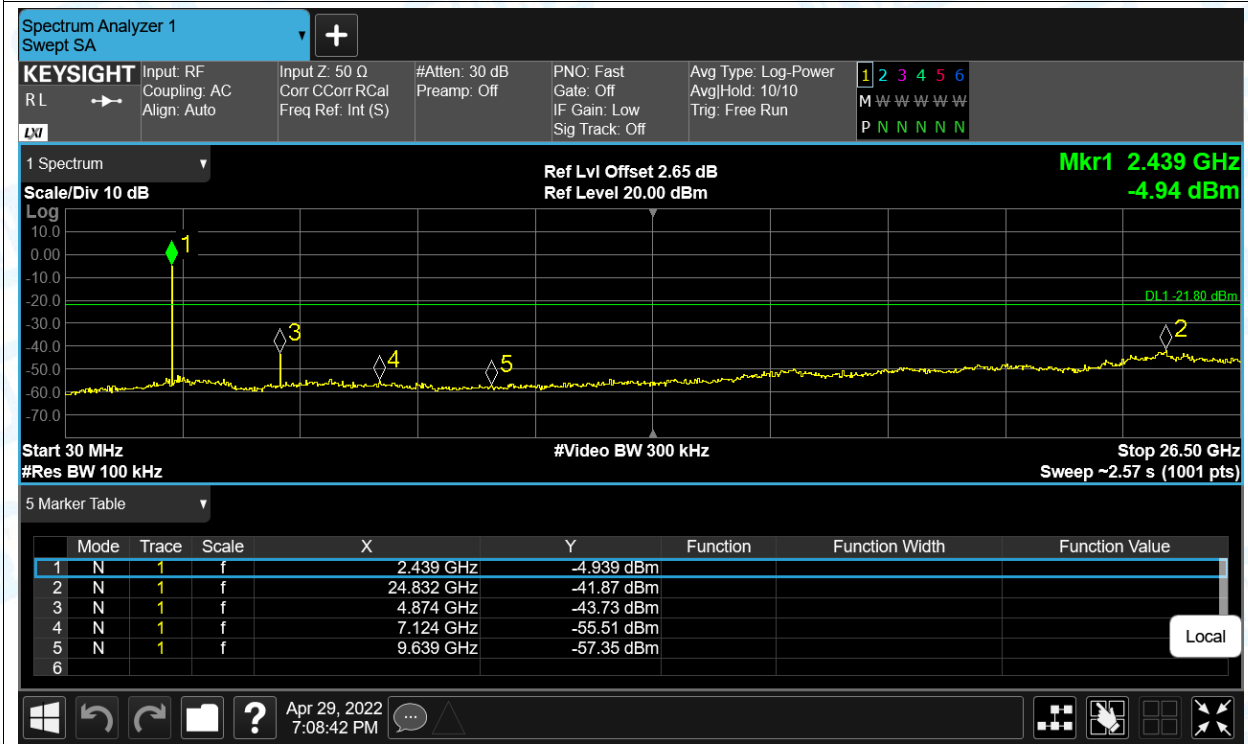 Spectrum Analyzer 1
Swept SA
+
KEYSIGHT
R L
LXI
Input: RF
Coupling: AC
Align: Auto
Input Z: 50 Ω
Corr CCorr RCal
Freq Ref: Int (S)
#Atten: 30 dB
Preamp: Off
PNO: Fast
Gate: Off
IF Gain: Low
Sig Track: Off
Avg Type: Log-Power
Avg|Hold: 10/10
Trig: Free Run
1 2 3 4 5 6
M W W W W W
P N N N N N
1 Spectrum
Scale/Div 10 dB
Ref Lvl Offset 2.65 dB
Ref Level 20.00 dBm
Mkr1 2.439 GHz
-4.94 dBm
Log
10.0
0.00
-10.0
-20.0
-30.0
-40.0
-50.0
-60.0
-70.0
1
3
4
5
2
DL1 -21.80 dBm
Start 30 MHz
#Res BW 100 kHz
#Video BW 300 kHz
Stop 26.50 GHz
Sweep ~2.57 s (1001 pts)
5 Marker Table
Mode Trace Scale X Y Function Function Width Function Value
1 N 1 f 2.439 GHz -4.939 dBm
2 N 1 f 24.832 GHz -41.87 dBm
3 N 1 f 4.874 GHz -43.73 dBm
4 N 1 f 7.124 GHz -55.51 dBm
5 N 1 f 9.639 GHz -57.35 dBm
6
Local
?
Apr 29, 2022
7:08:42 PM